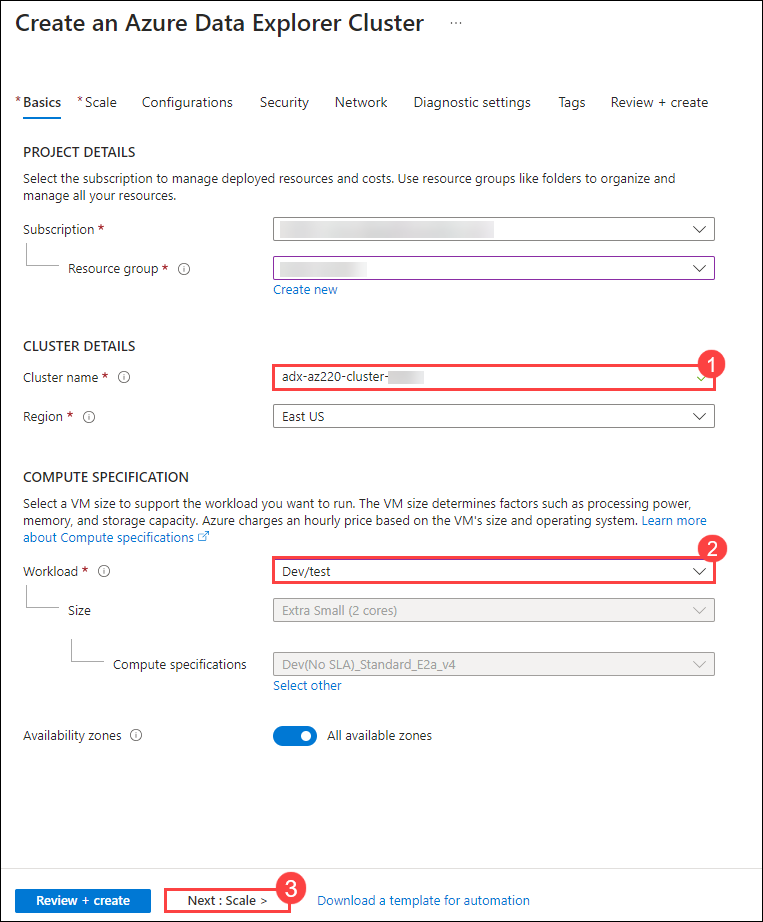 Create an Azure Data Explorer Cluster ...
* Basics * Scale Configurations Security Network Diagnostic settings Tags Review + create
PROJECT DETAILS
Select the subscription to manage deployed resources and costs. Use resource groups like folders to organize and
manage all your resources.
Subscription *
Resource group *
Create new
CLUSTER DETAILS
1
Cluster name * adx-az220-cluster-
Region * East US
COMPUTE SPECIFICATION
Select a VM size to support the workload you want to run. The VM size determines factors such as processing power,
memory, and storage capacity. Azure charges an hourly price based on the VM's size and operating system. Learn more
about Compute specifications
2
Workload * Dev/test
Size Extra Small (2 cores)
Compute specifications Dev(No SLA)_Standard_E2a_v4
Select other
Availability zones All available zones
3
Review + create Next : Scale > Download a template for automation